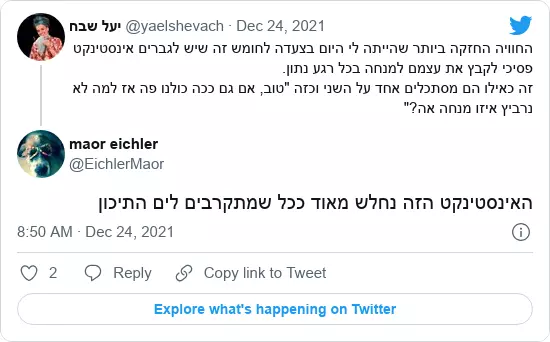 יעל שבח @yaelshevach · Dec 24, 2021
החוויה החזקה ביותר שהייתה לי היום בצעדה לחומש זה שיש לגברים אינסטינקט
פסיכי לקבץ את עצמם למנחה בכל רגע נתון.
זה כאילו הם מסתכלים אחד על השני וכזה "טוב, אם גם ככה כולנו פה אז למה לא
נרביץ איזו מנחה אה?"
maor eichler
@EichlerMaor
האינסטינקט הזה נחלש מאוד ככל שמתקרבים לים התיכון
8:50 AM · Dec 24, 2021
2 Reply Copy link to Tweet
Explore what's happening on Twitter